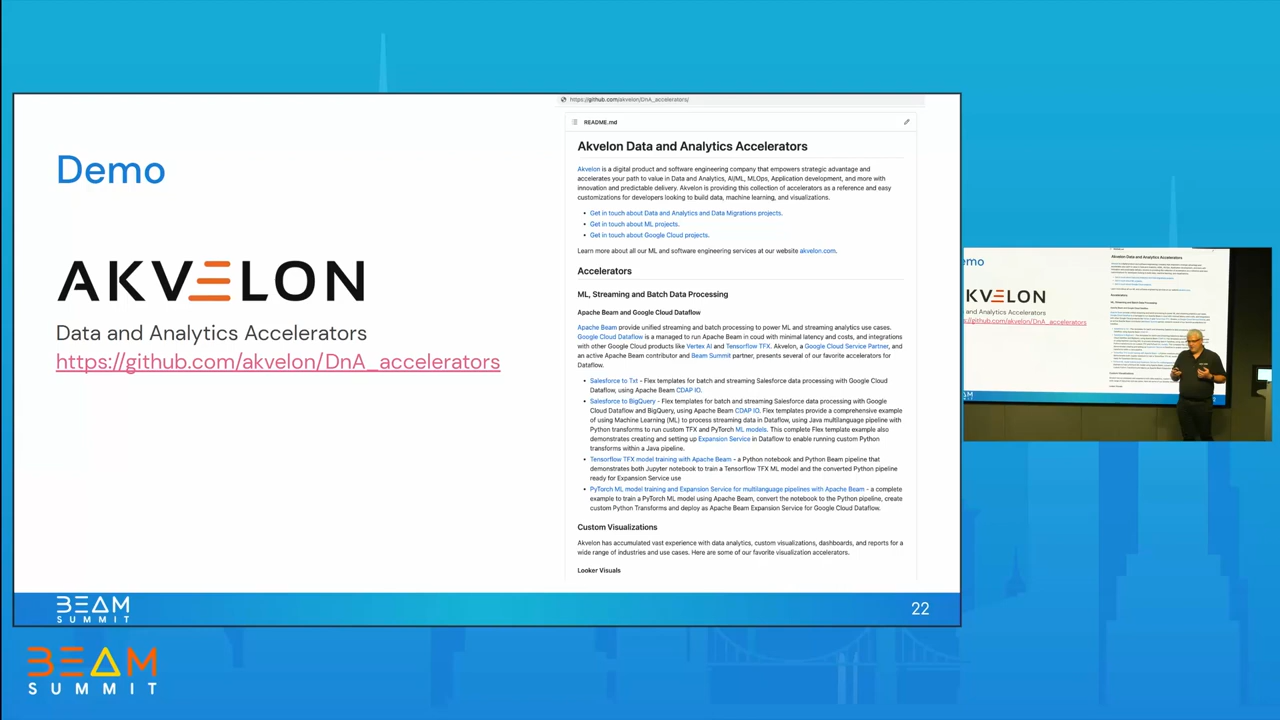 Demo
AKVELON
Data and Analytics Accelerators
https://github.com/akvelon/DnA_accelerators
https://github.com/akvelon/DnA_accelerators/
README.md
Akvelon Data and Analytics Accelerators
Akvelon is a digital product and software engineering company that empowers strategic advantage and
accelerates your path to value in Data and Analytics, AI/ML, MLOps, Application development, and more with
innovation and predictable delivery. Akvelon is providing this collection of accelerators as a reference and easy
customizations for developers looking to build data, machine learning, and visualizations.
• Get in touch about Data and Analytics and Data Migrations projects.
• Get in touch about ML projects.
• Get in touch about Google Cloud projects.
Learn more about all our ML and software engineering services at our website akvelon.com.
Accelerators
ML, Streaming and Batch Data Processing
Apache Beam and Google Cloud Dataflow
Apache Beam provide unified streaming and batch processing to power ML and streaming analytics use cases.
Google Cloud Dataflow is a managed to run Apache Beam in coud with minimal latency and costs, and integrations
with other Google Cloud products like Vertex AI and Tensorflow TFX. Akvelon, a Google Cloud Service Partner, and
an active Apache Beam contributor and Beam Summit partner, presents several of our favorite accelerators for
Dataflow.
• Salesforce to Txt - Flex templates for batch and streaming Salesforce data processing with Google Cloud
Dataflow, using Apache Beam CDAP IO.
• Salesforce to BigQuery - Flex templates for batch and streaming Salesforce data processing with Google
Cloud Dataflow and BigQuery, using Apache Beam CDAP IO. Flex templates provide a comprehensive example
of using Machine Learning (ML) to process streaming data in Dataflow, using Java multilanguage pipeline with
Python transforms to run custom TFX and PyTorch ML models. This complete Flex template example also
demonstrates creating and setting up Expansion Service in Dataflow to enable running custom Python
transforms within a Java pipeline.
• Tensorflow TFX model training with Apache Beam - a Python notebook and Python Beam pipeline that
demonstrates both Jupyter notebook to train a Tensorflow TFX ML model and the converted Python pipeline
ready for Expansion Service use
• PyTorch ML model training and Expansion Service for multilanguage pipelines with Apache Beam - a complete
example to train a PyTorch ML model using Apache Beam, convert the notebook to the Python pipeline, create
custom Python Transforms and deploy as Apache Beam Expansion Service for Google Cloud Dataflow.
Custom Visualizations
Akvelon has accumulated vast experience with data analytics, custom visualizations, dashboards, and reports for a
wide range of industries and use cases. Here are some of our favorite visualization accelerators.
Looker Visuals
BEAM
SUMMIT
22
BEAM
SUMMIT
emo
KVELON
and Analytics Accelerators
s://github.com/akvelon/DnA_accelerators
Akvelon Data and Analytics Accelerators